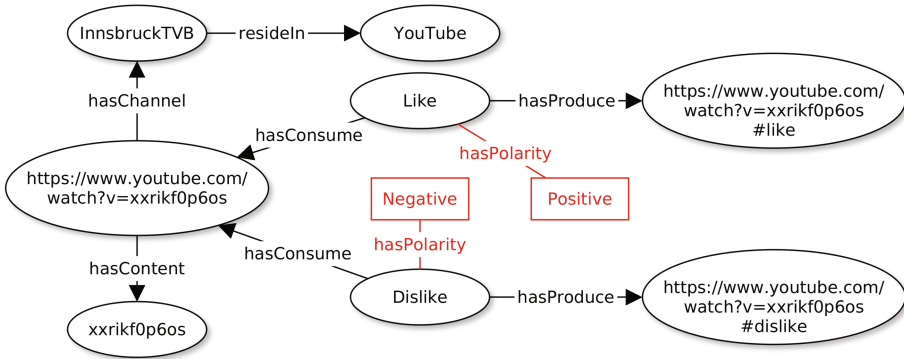 InnsbruckTVB
resideIn
YouTube
hasChannel
Like
hasProduce
https://www.youtube.com/
watch?v=xxrikf0p6os
#like
hasConsume
hasPolarity
https://www.youtube.com/
watch?v=xxrikf0p6os
Negative
Positive
hasPolarity
hasConsume
hasContent
Dislike
hasProduce
https://www.youtube.com/
watch?v=xxrikf0p6os
#dislike
xxrikf0p6os